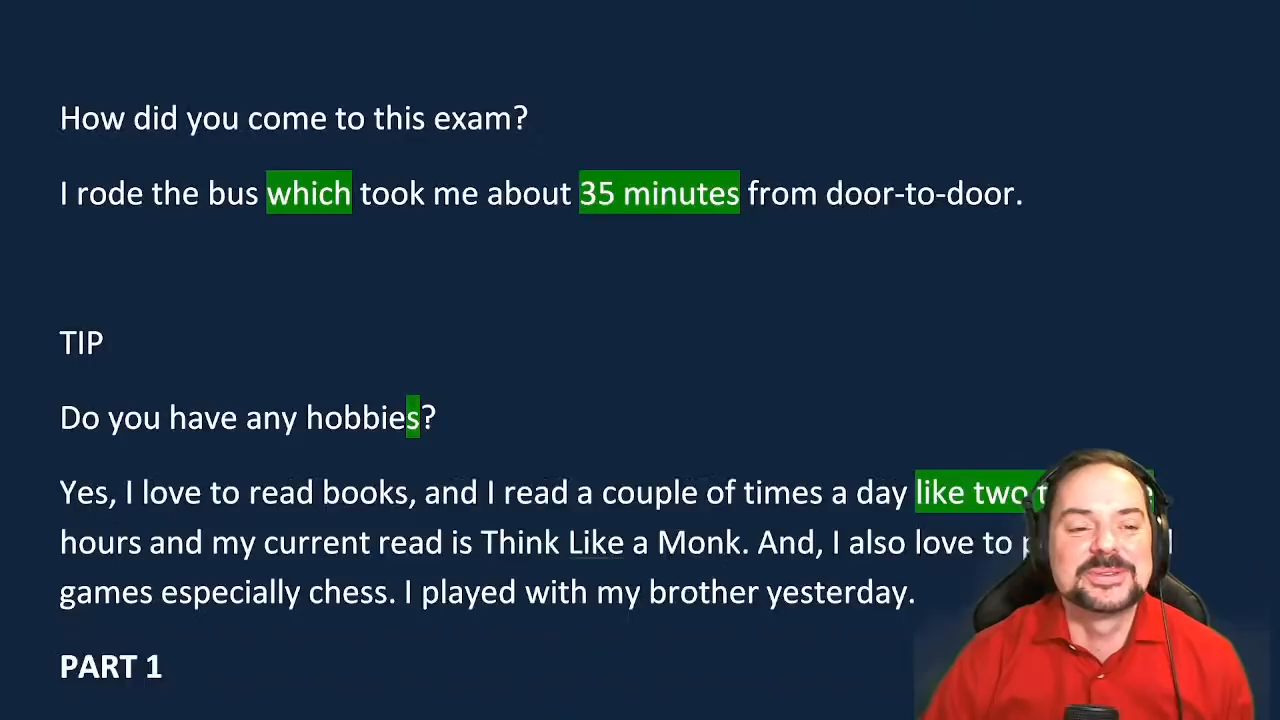 How did you come to this exam?
I rode the bus which took me about 35 minutes from door-to-door.
TIP
Do you have any hobbies?
Yes, I love to read books, and I read a couple of times a day like two
hours and my current read is Think Like a Monk. And, I also love to
games especially chess. I played with my brother yesterday.
PART 1